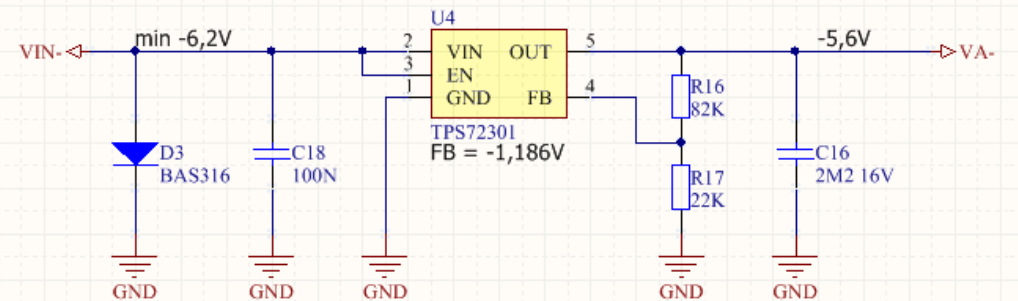 U4
min -6,2V
-5,6V
VIN-
2
VIN
OUT
5
VA-
3
EN
1
GND
FB
4
R16
82K
TPS72301
FB = -1,186V
D3
BAS316
C18
100N
R17
22K
C16
2M2 16V
GND
GND
GND
GND
GND